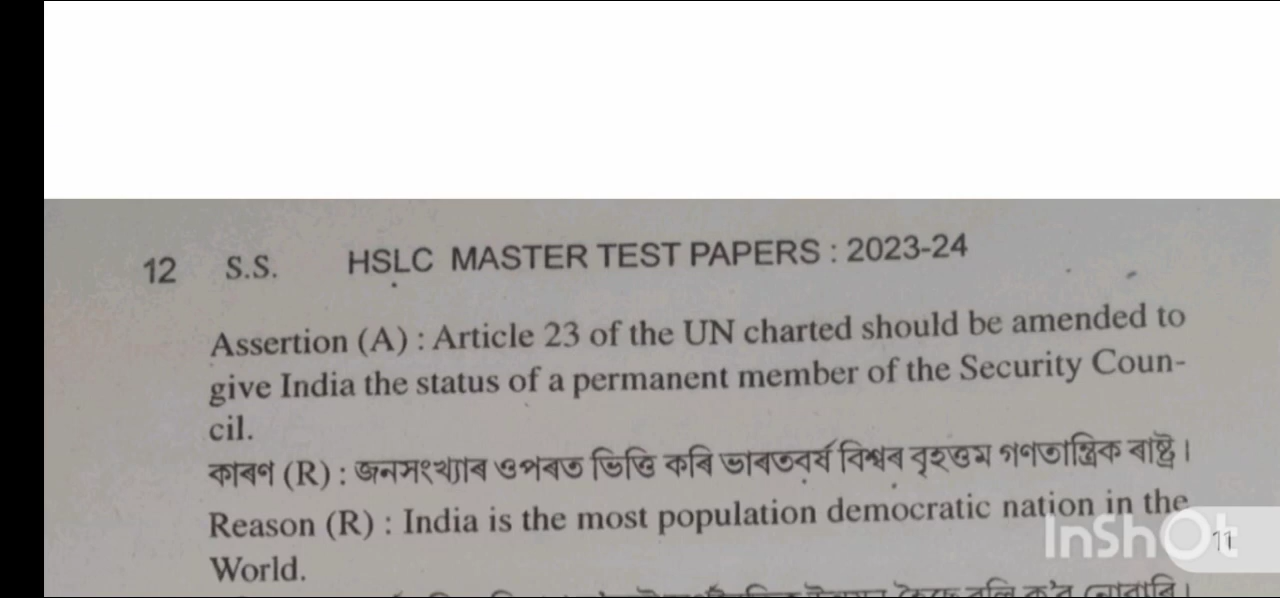 12 S.S. HSLC MASTER TEST PAPERS : 2023-24
Assertion (A) : Article 23 of the UN charted should be amended to
give India the status of a permanent member of the Security Coun-
cil.
কাৰণ (R) : জনসংখ্যাৰ ওপৰত ভিত্তি কৰি ভাৰতবৰ্ষ বিশ্বৰ বৃহত্তম গণতান্ত্ৰিক ৰাষ্ট্ৰ।
Reason (R) : India is the most population democratic nation in the
World.
InShOt
11